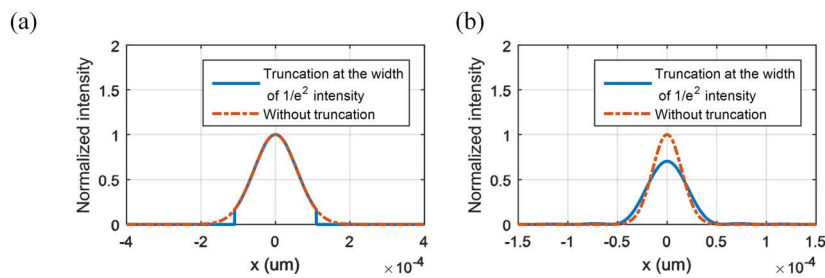 (a)
Normalized intensity
2
1.5
1
0.5
0
Truncation at the width
of 1/e² intensity
Without truncation
-4 -2 0 2 4
x (um)
×10⁻⁴
(b)
Normalized intensity
2
1.5
1
0.5
0
Truncation at the width
of 1/e² intensity
Without truncation
-1.5 -1 -0.5 0 0.5 1 1.5
x (um)
×10⁻⁴